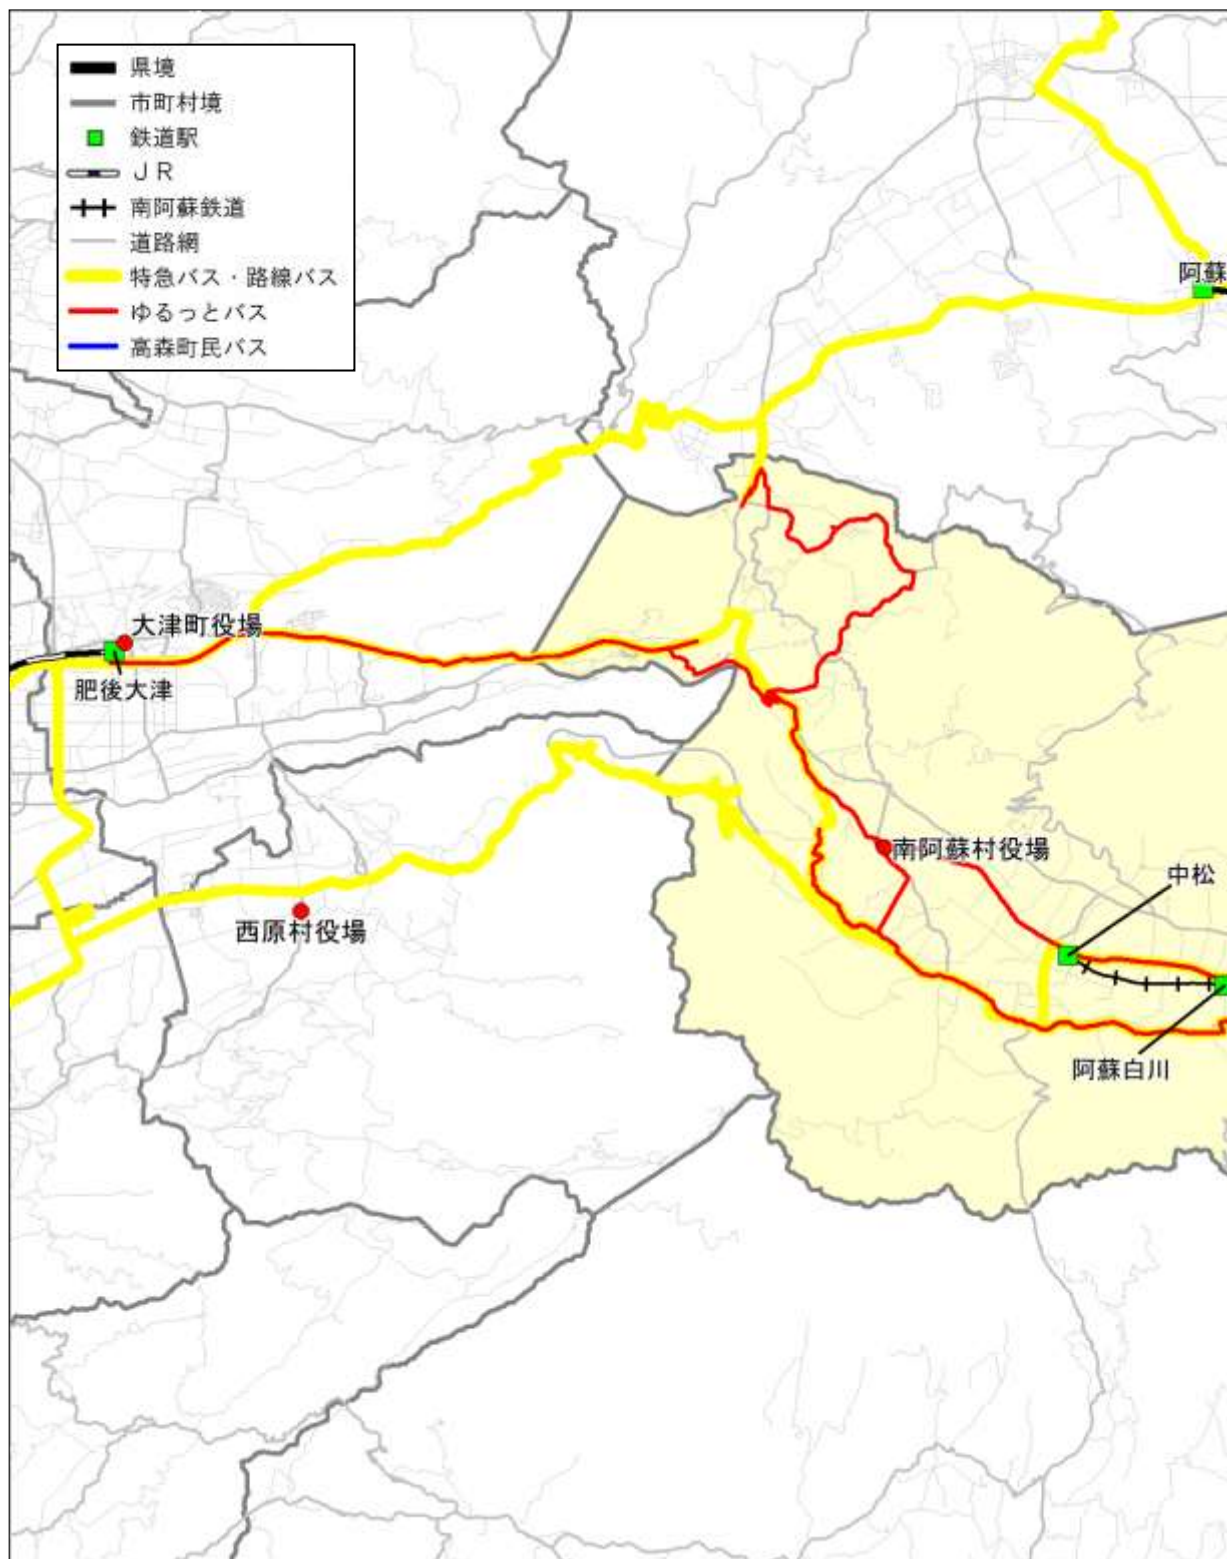 県境
市町村境
鉄道駅
ＪＲ
南阿蘇鉄道
道路網
特急バス・路線バス
ゆるっとバス
高森町民バス
阿蘇
大津町役場
肥後大津
南阿蘇村役場
中松
西原村役場
阿蘇白川